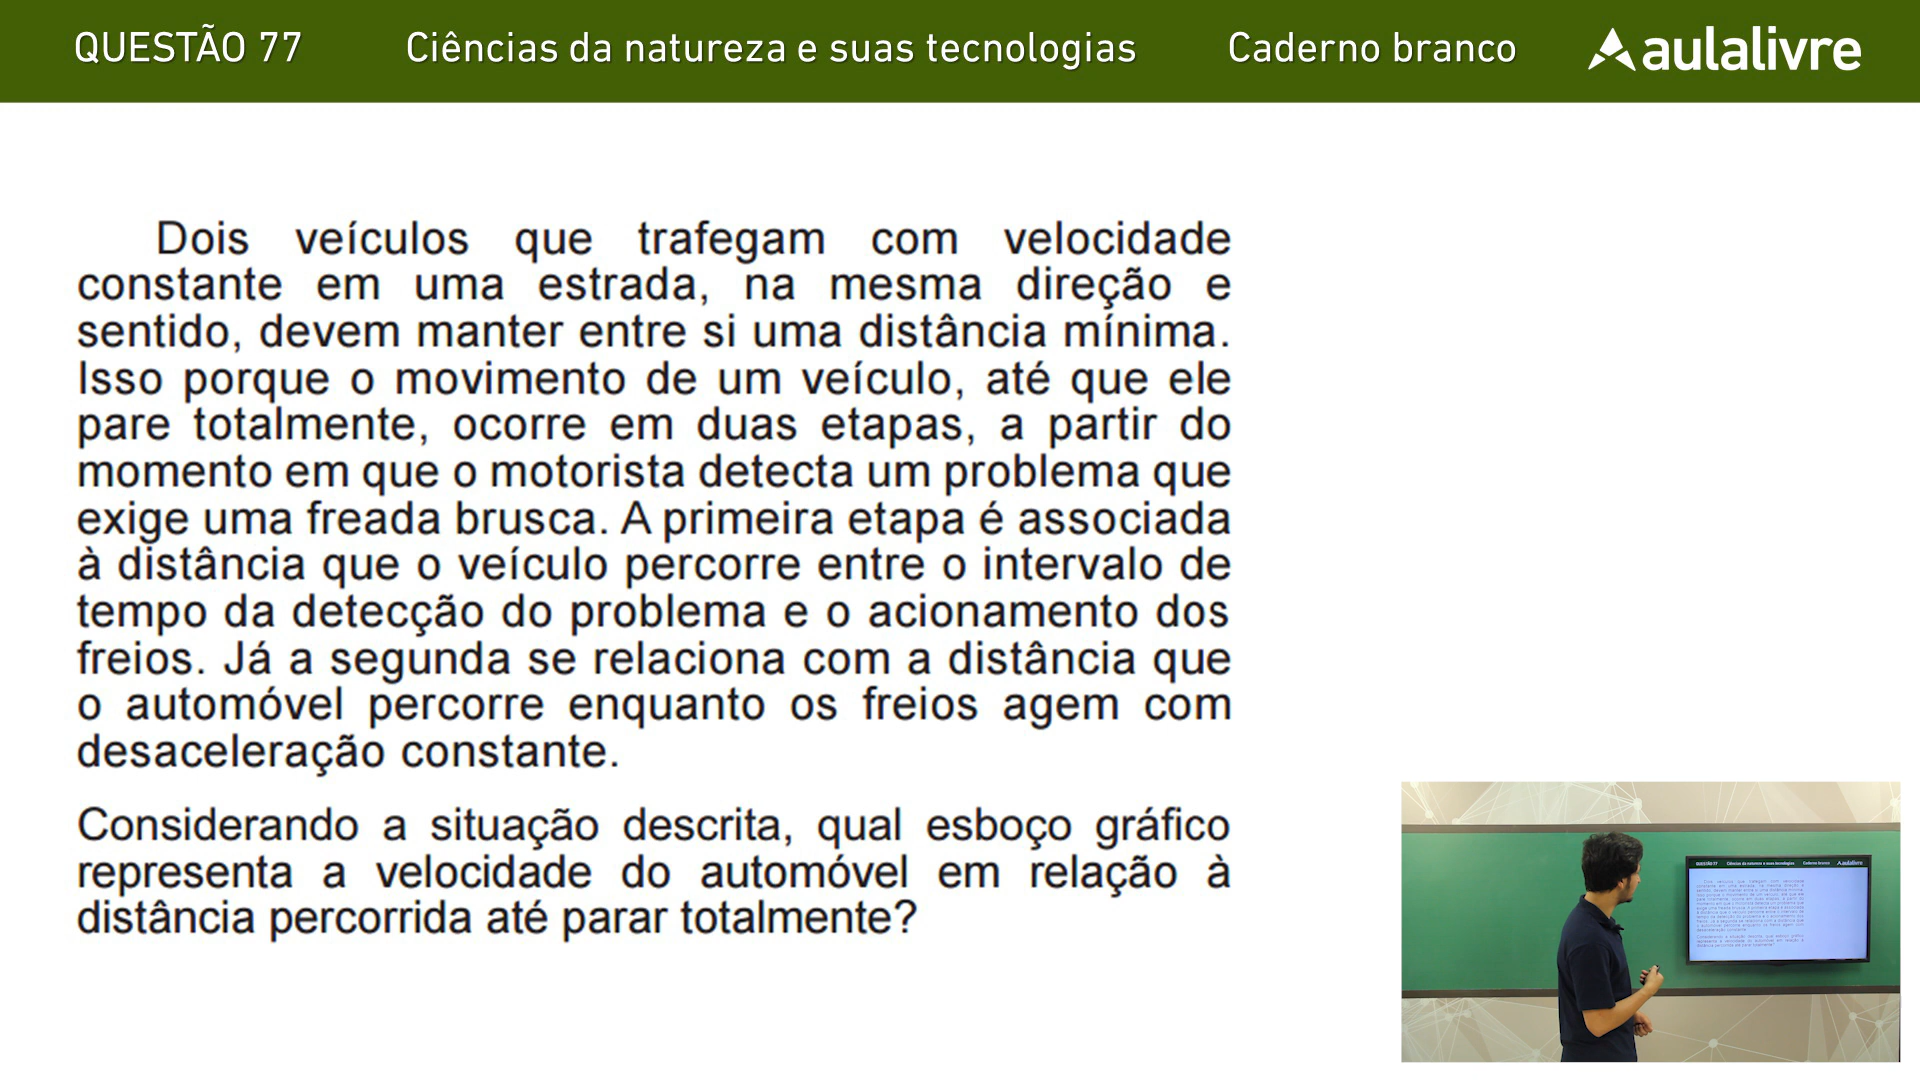 QUESTÃO 77 Ciências da natureza e suas tecnologias Caderno branco aulalivre
Dois veículos que trafegam com velocidade
constante em uma estrada, na mesma direção e
sentido, devem manter entre si uma distância mínima.
Isso porque o movimento de um veículo, até que ele
pare totalmente, ocorre em duas etapas, a partir do
momento em que o motorista detecta um problema que
exige uma freada brusca. A primeira etapa é associada
à distância que o veículo percorre entre o intervalo de
tempo da detecção do problema e o acionamento dos
freios. Já a segunda se relaciona com a distância que
o automóvel percorre enquanto os freios agem com
desaceleração constante.
Considerando a situação descrita, qual esboço gráfico
representa a velocidade do automóvel em relação à
distância percorrida até parar totalmente?